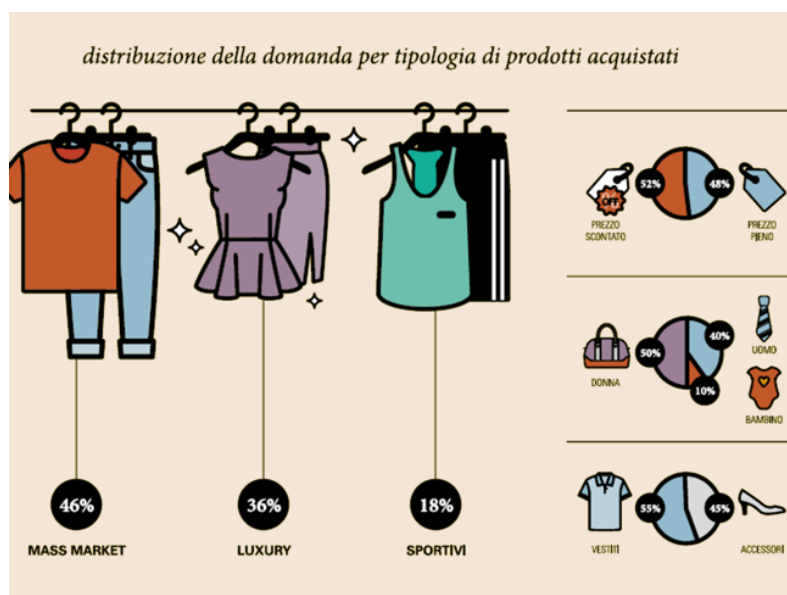 distribuzione della domanda per tipologia di prodotti acquistati
OFF
52%
48%
PREZZO
SCONTATO
PREZZO
PIENO
50%
40%
10%
DONNA
UOMO
BAMBINO
46%
36%
18%
MASS MARKET
LUXURY
SPORTIVI
55%
45%
VESTITI
ACCESSORI